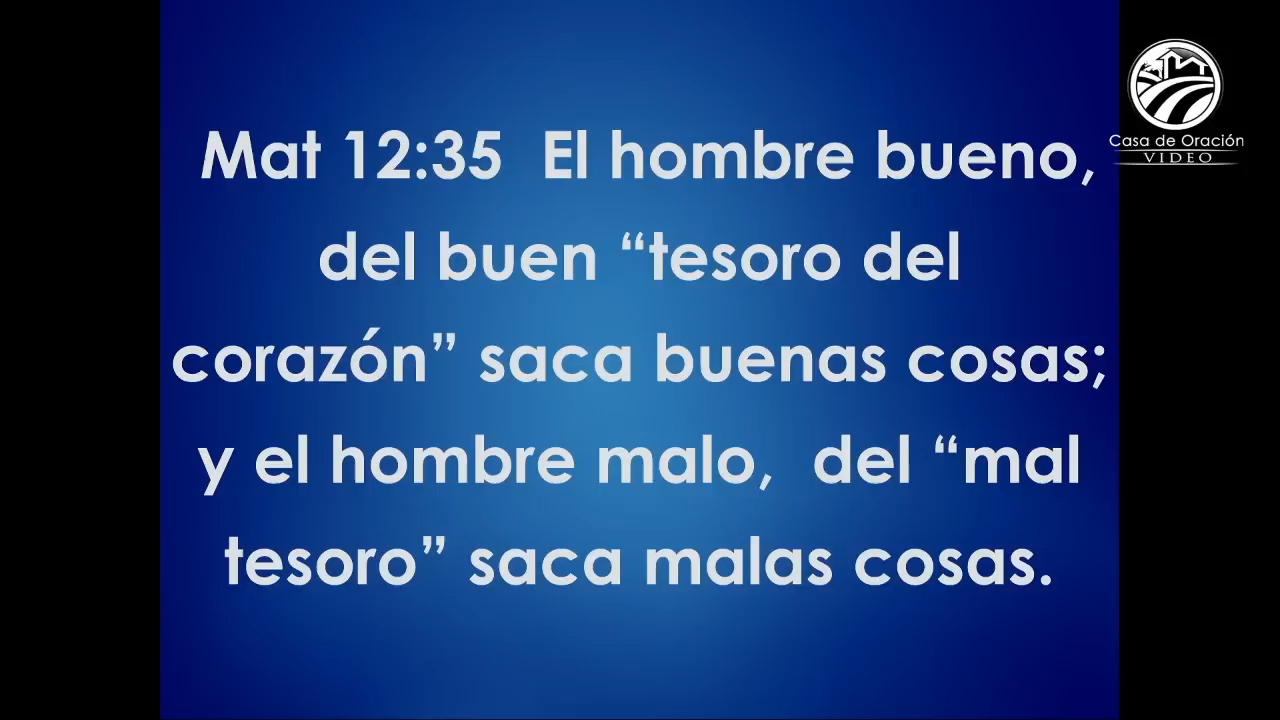 Mat 12:35  El hombre bueno,
del buen “tesoro del
corazón” saca buenas cosas;
y el hombre malo,  del “mal
tesoro” saca malas cosas.
Casa de Oración
VIDEO